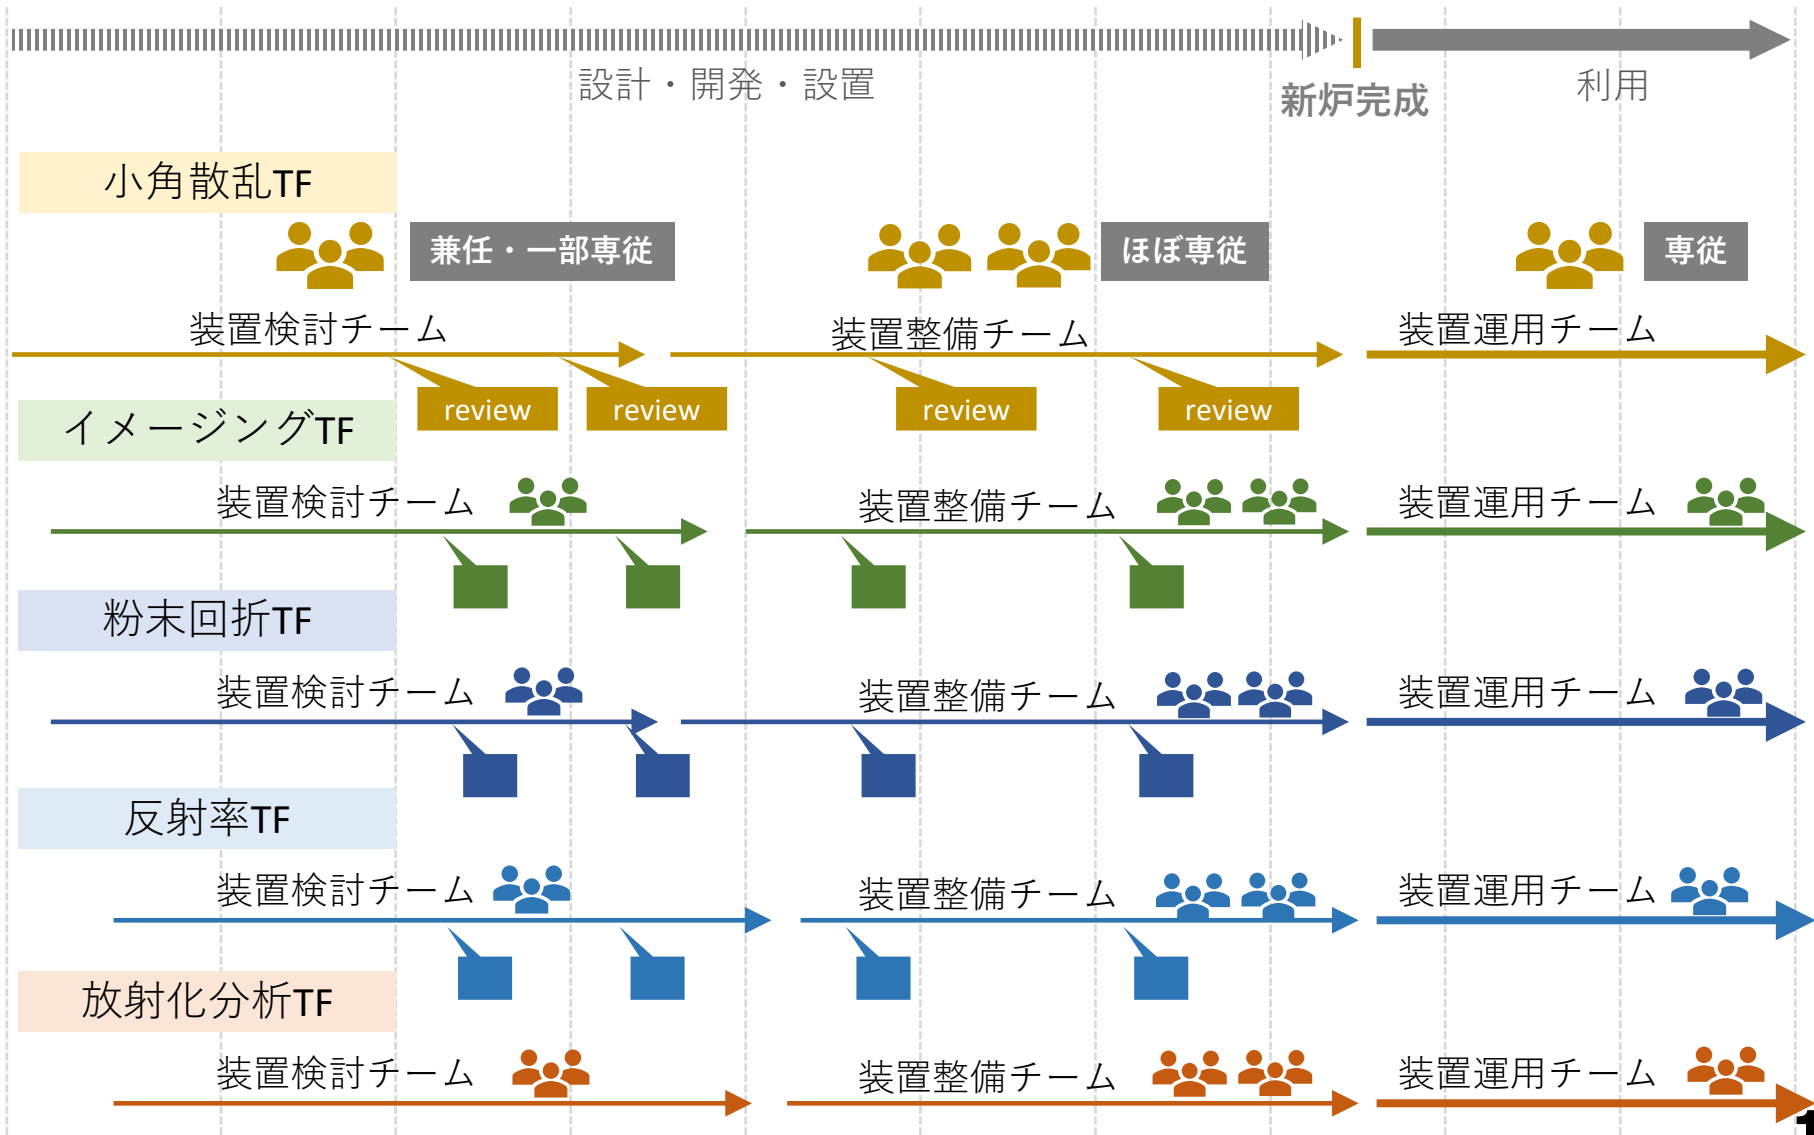 設計・開発・設置
新炉完成
利用
小角散乱TF
兼任・一部専従
ほぼ専従
専従
装置検討チーム
装置整備チーム
装置運用チーム
review
review
review
review
イメージングTF
装置検討チーム
装置整備チーム
装置運用チーム
粉末回折TF
装置検討チーム
装置整備チーム
装置運用チーム
反射率TF
装置検討チーム
装置整備チーム
装置運用チーム
放射化分析TF
装置検討チーム
装置整備チーム
装置運用チーム